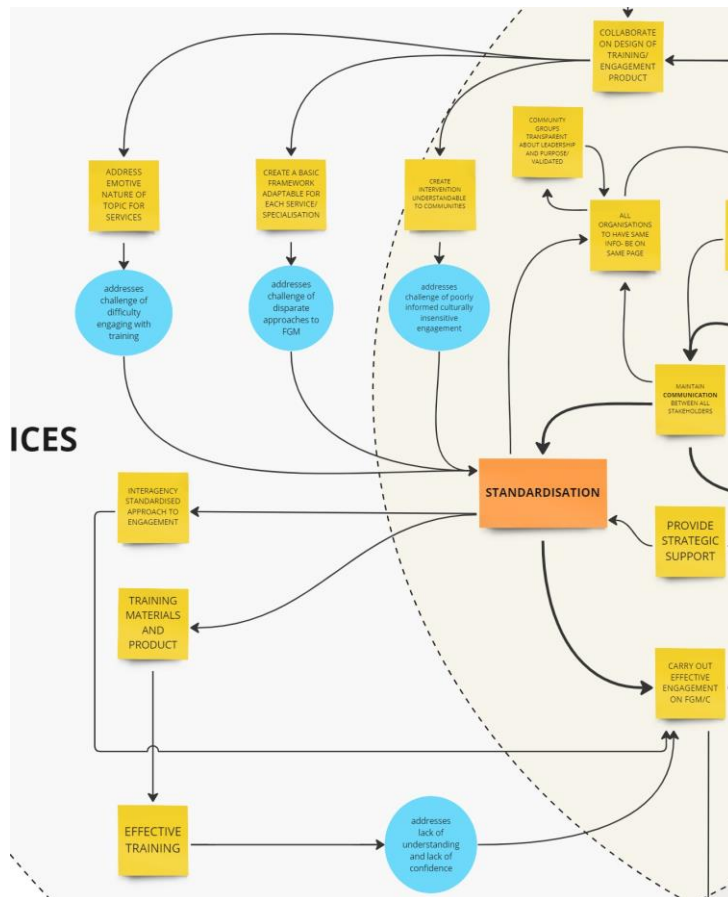 COLLABORATE
ON DESIGN OF
TRAINING/
ENGAGEMENT
PRODUCT
COMMUNITY
GROUPS
TRANSPARENT
ABOUT LEADERSHIP
AND PURPOSE/
VALIDATED
ADDRESS
EMOTIVE
NATURE OF
TOPIC FOR
SERVICES
CREATE A BASIC
FRAMEWORK
ADAPTABLE FOR
EACH SERVICE/
SPECIALISATION
CREATE
INTERVENTION
UNDERSTANDABLE
TO COMMUNITIES
ALL
ORGANISATIONS
TO HAVE SAME
INFO- BE ON
SAME PAGE
addresses
challenge of
difficulty
engaging with
training
addresses
challenge of
disparate
approaches to
FGM
addresses
challenge of poorly
informed culturally
insensitive
engagement
MAINTAIN
COMMUNICATION
BETWEEN ALL
STAKEHOLDERS
ICES
INTERAGENCY
STANDARDISED
APPROACH TO
ENGAGEMENT
STANDARDISATION
PROVIDE
STRATEGIC
SUPPORT
TRAINING
MATERIALS
AND
PRODUCT
CARRY OUT
EFFECTIVE
ENGAGEMENT
ON FGM/C
EFFECTIVE
TRAINING
addresses
lack of
understanding
and lack of
confidence